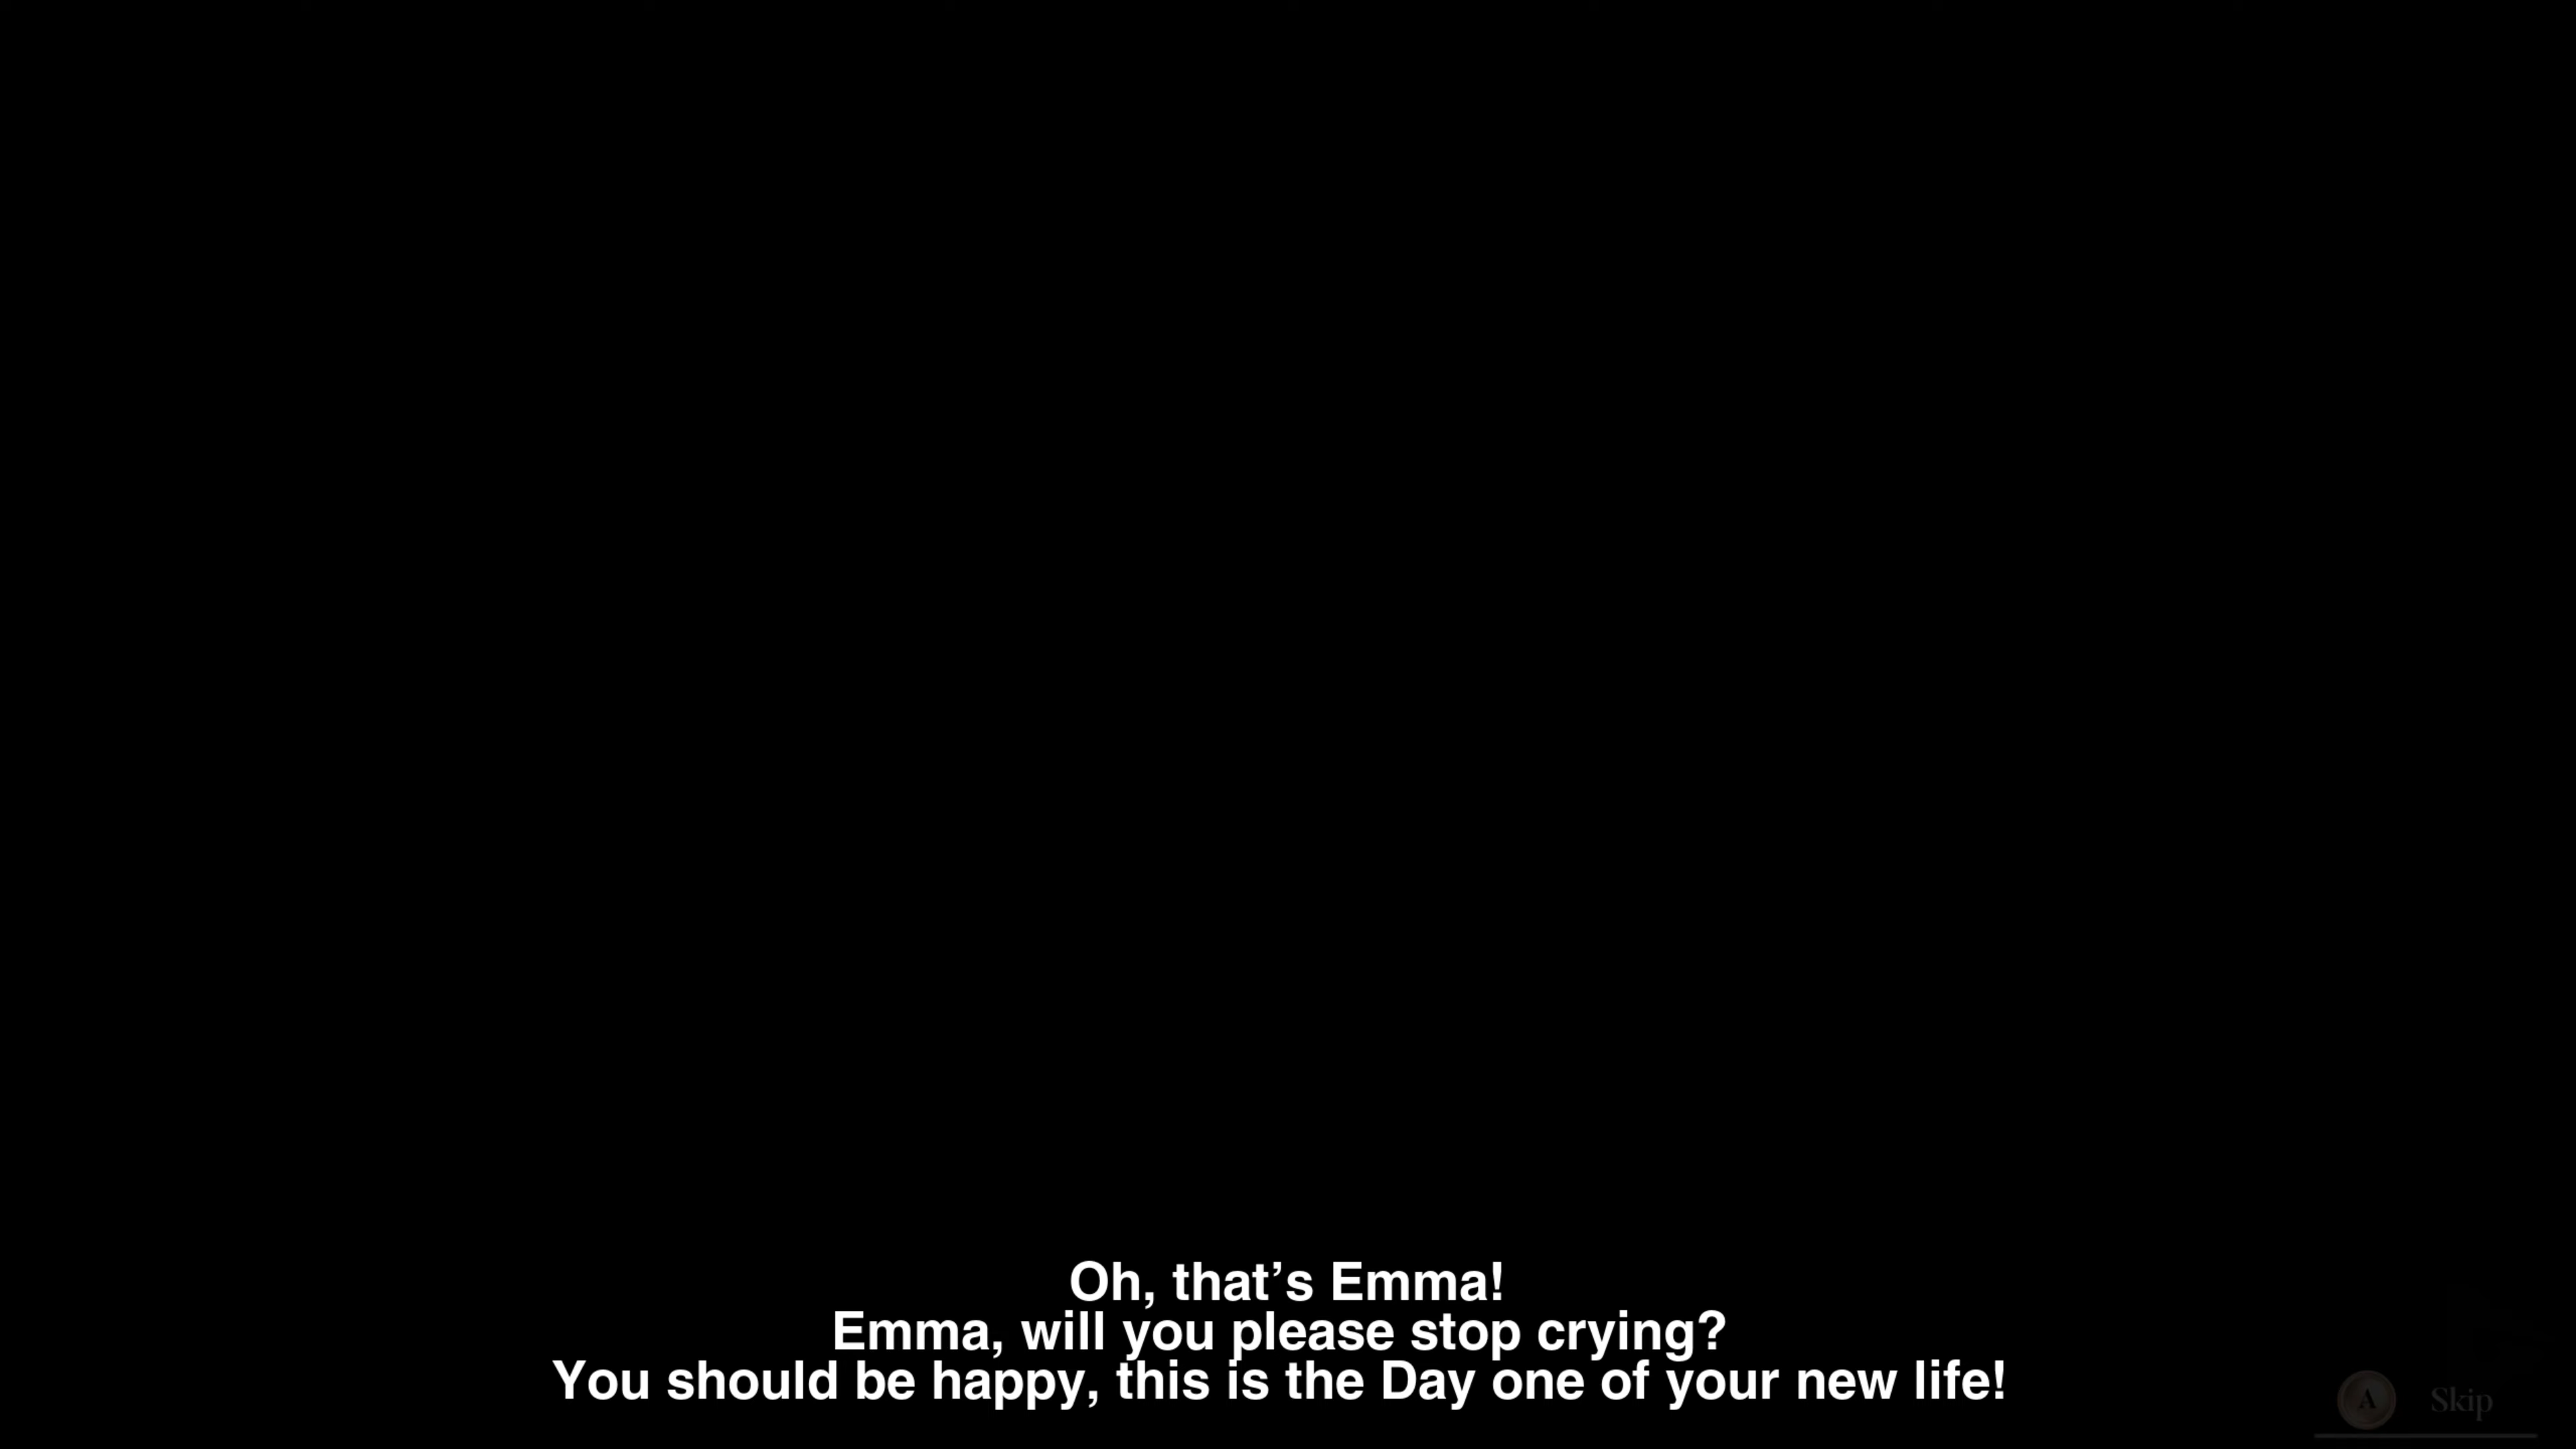 Oh, that’s Emma!
Emma, will you please stop crying?
You should be happy, this is the Day one of your new life!
A Skip